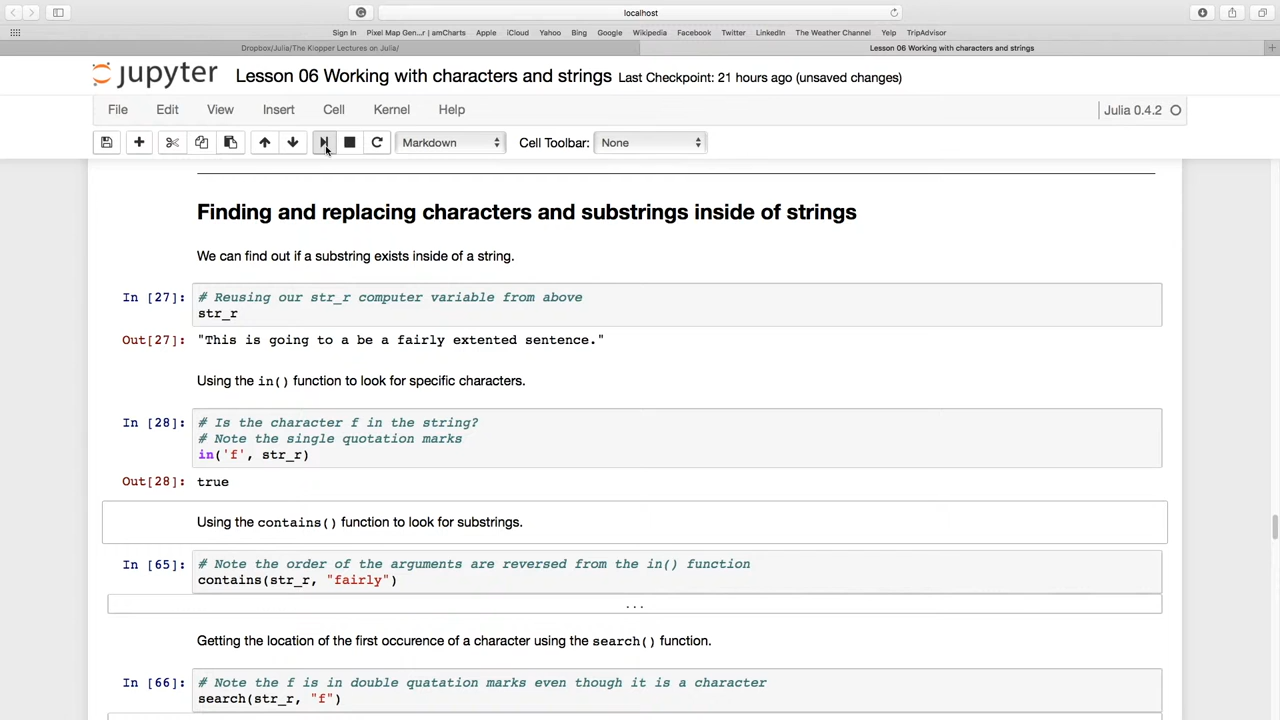 localhost
Sign In Pixel Map Gen...r | amCharts Apple iCloud Yahoo Bing Google Wikipedia Facebook Twitter LinkedIn The Weather Channel Yelp TripAdvisor
Dropbox/Julia/The Klopper Lectures on Julia/ Lesson 06 Working with characters and strings
jupyter Lesson 06 Working with characters and strings Last Checkpoint: 21 hours ago (unsaved changes)
File Edit View Insert Cell Kernel Help Julia 0.4.2
Markdown Cell Toolbar: None
Finding and replacing characters and substrings inside of strings
We can find out if a substring exists inside of a string.
In [27]: # Reusing our str_r computer variable from above
str_r
Out[27]: "This is going to a be a fairly extented sentence."
Using the in() function to look for specific characters.
In [28]: # Is the character f in the string?
# Note the single quotation marks
in('f', str_r)
Out[28]: true
Using the contains() function to look for substrings.
In [65]: # Note the order of the arguments are reversed from the in() function
contains(str_r, "fairly")
...
Getting the location of the first occurence of a character using the search() function.
In [66]: # Note the f is in double quatation marks even though it is a character
search(str_r, "f")